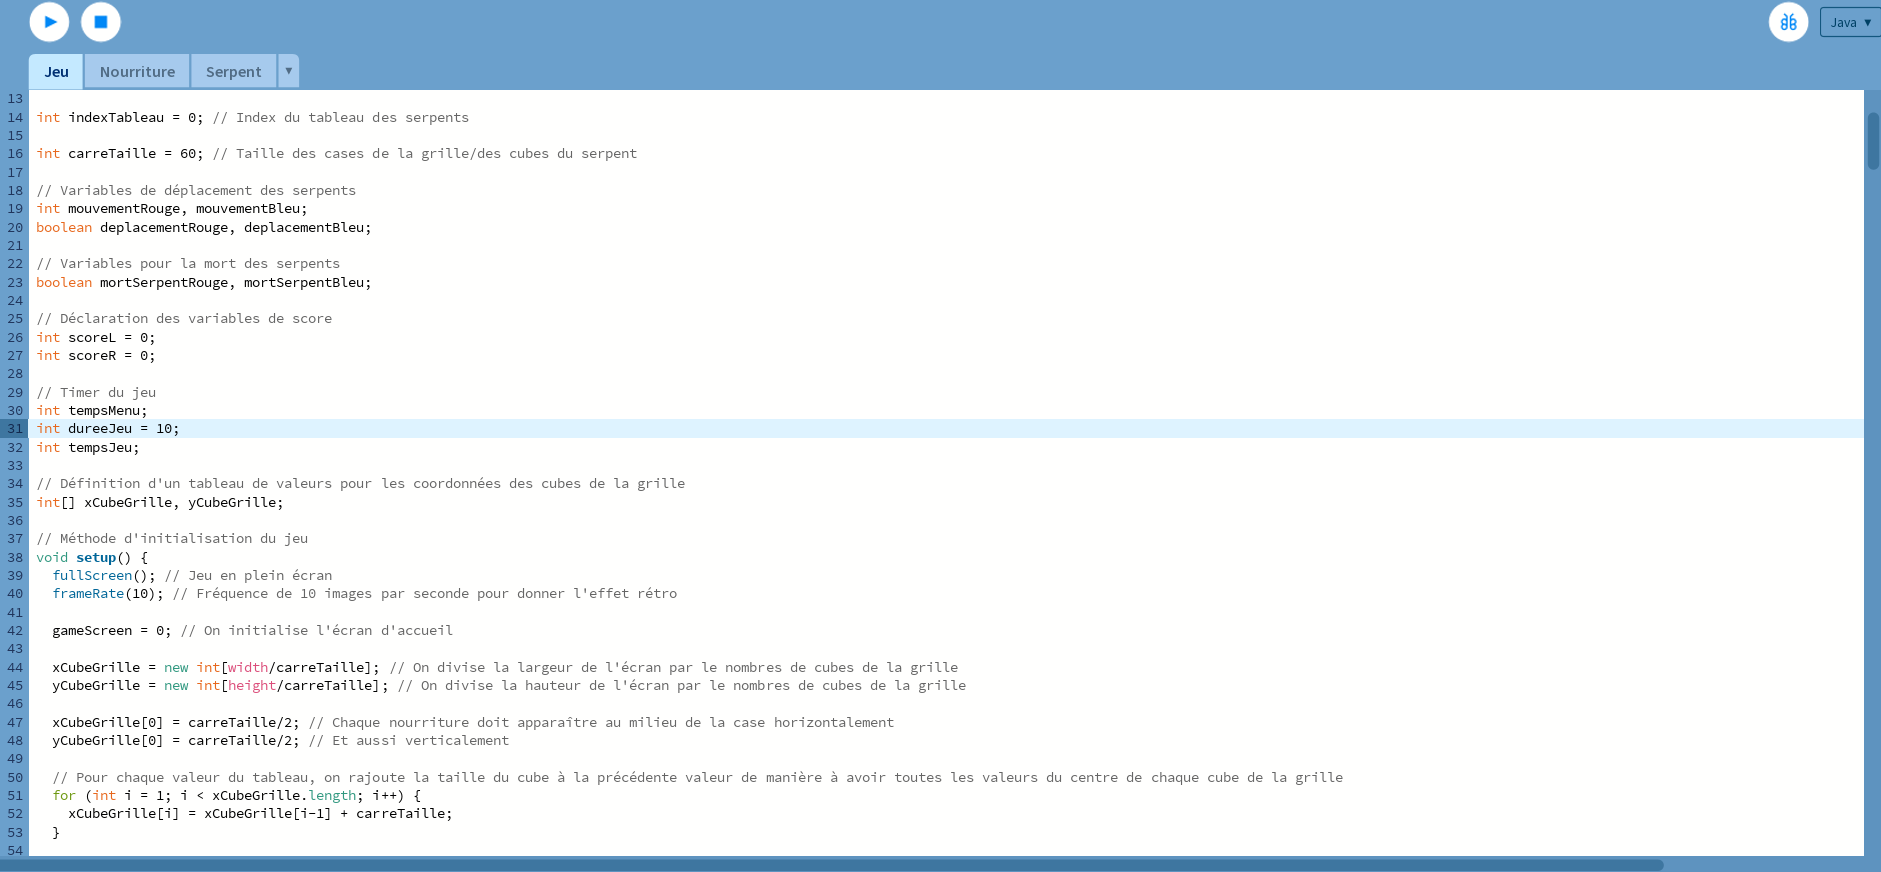 Java ▼
Jeu Nourriture Serpent ▼
13
14 int indexTableau = 0; // Index du tableau des serpents
15
16 int carreTaille = 60; // Taille des cases de la grille/des cubes du serpent
17
18 // Variables de déplacement des serpents
19 int mouvementRouge, mouvementBleu;
20 boolean deplacementRouge, deplacementBleu;
21
22 // Variables pour la mort des serpents
23 boolean mortSerpentRouge, mortSerpentBleu;
24
25 // Déclaration des variables de score
26 int scoreL = 0;
27 int scoreR = 0;
28
29 // Timer du jeu
30 int tempsMenu;
31 int dureeJeu = 10;
32 int tempsJeu;
33
34 // Définition d'un tableau de valeurs pour les coordonnées des cubes de la grille
35 int[] xCubeGrille, yCubeGrille;
36
37 // Méthode d'initialisation du jeu
38 void setup() {
39   fullScreen(); // Jeu en plein écran
40   frameRate(10); // Fréquence de 10 images par seconde pour donner l'effet rétro
41
42   gameScreen = 0; // On initialise l'écran d'accueil
43
44   xCubeGrille = new int[width/carreTaille]; // On divise la largeur de l'écran par le nombres de cubes de la grille
45   yCubeGrille = new int[height/carreTaille]; // On divise la hauteur de l'écran par le nombres de cubes de la grille
46
47   xCubeGrille[0] = carreTaille/2; // Chaque nourriture doit apparaître au milieu de la case horizontalement
48   yCubeGrille[0] = carreTaille/2; // Et aussi verticalement
49
50   // Pour chaque valeur du tableau, on rajoute la taille du cube à la précédente valeur de manière à avoir toutes les valeurs du centre de chaque cube de la grille
51   for (int i = 1; i < xCubeGrille.length; i++) {
52     xCubeGrille[i] = xCubeGrille[i-1] + carreTaille;
53   }
54